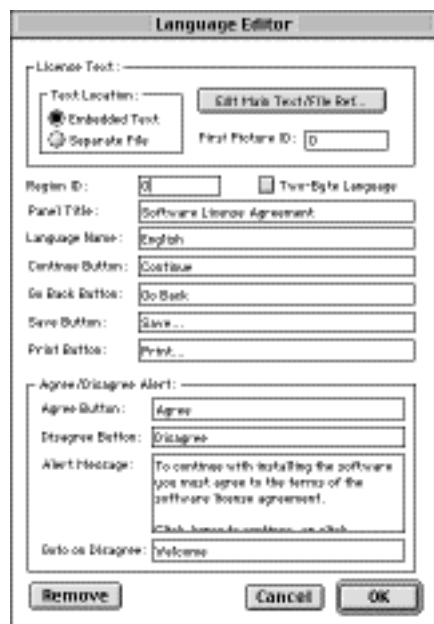 Language Editor
License Text:
Text Location:
Embedded Text
Separate File
Edit Main Text/File Ref...
First Picture ID: 0
Region ID: 0
Two-Byte Language
Panel Title: Software License Agreement
Language Name: English
Continue Button: Continue
Go Back Button: Go Back
Save Button: Save...
Print Button: Print...
Agree/Disagree Alert:
Agree Button: Agree
Disagree Button: Disagree
Alert Message: To continue with installing the software
you must agree to the terms of the
software license agreement.
Goto on Disagree: Welcome
Remove Cancel OK